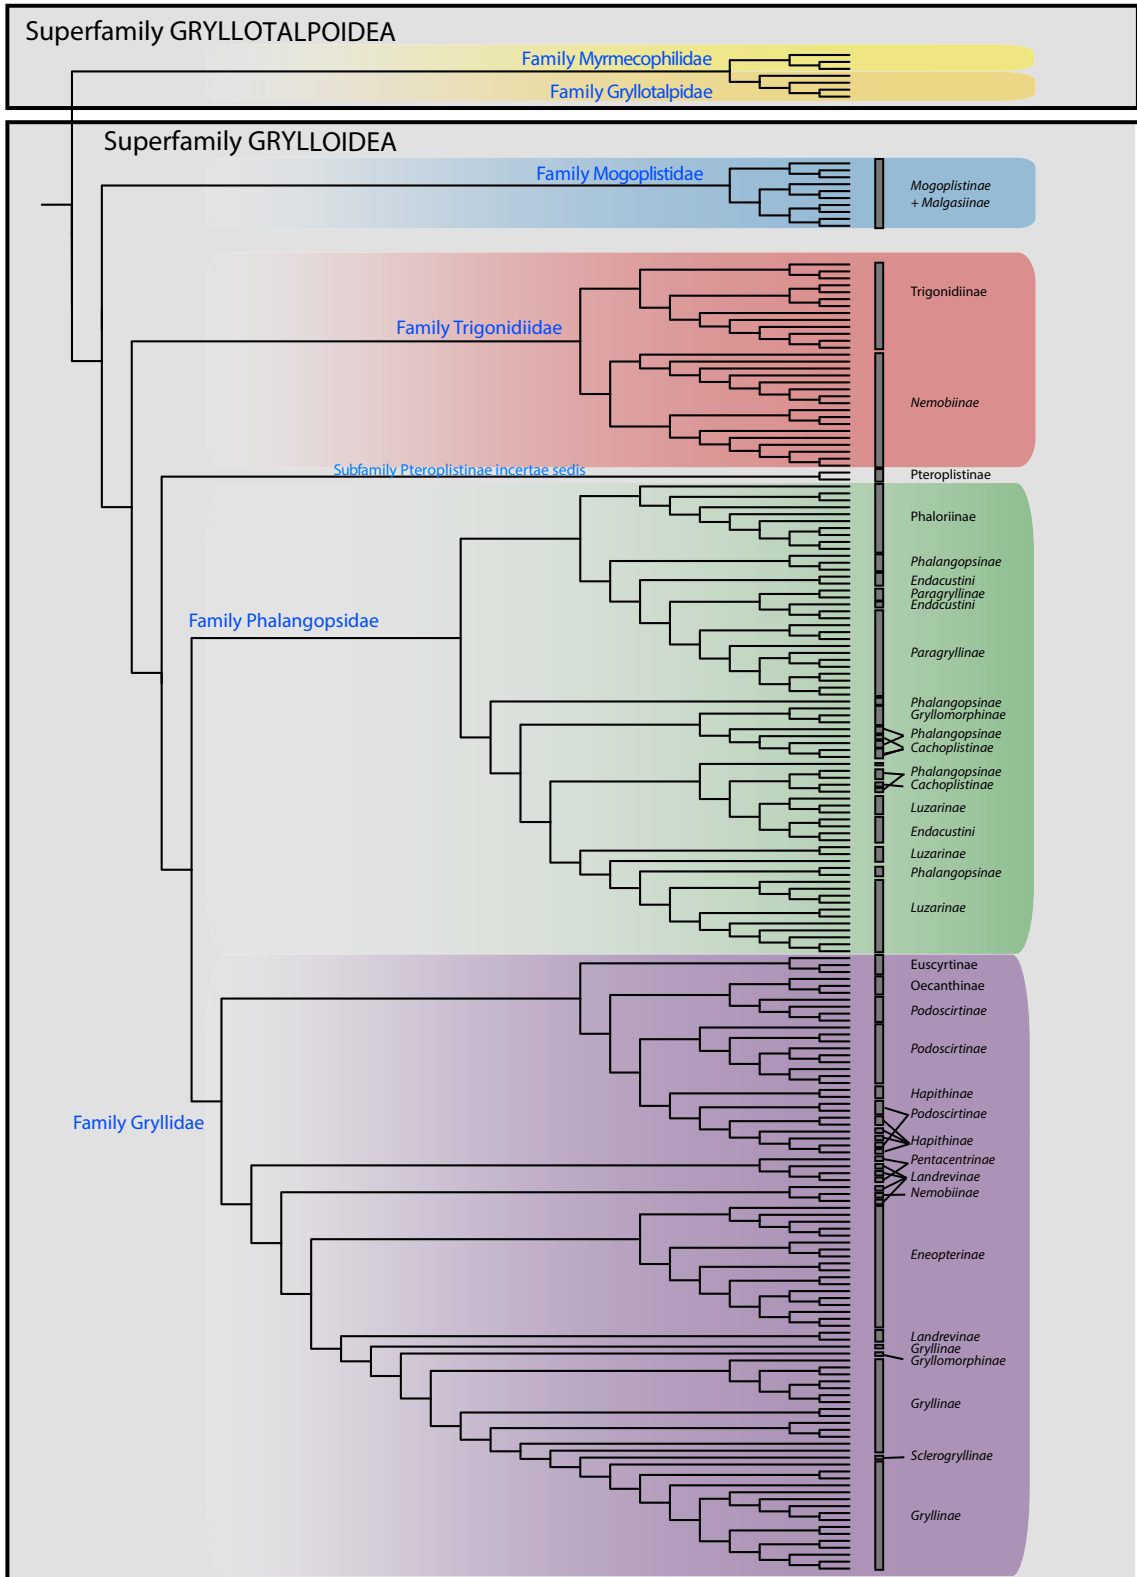 Superfamily GRYLLOTALPOIDEA
Family Myrmecophilidae
Family Gryllotalpidae
Superfamily GRYLLOIDEA
Family Mogoplistidae
Mogoplistinae
+ Malgasiinae
Trigonidiinae
Family Trigonidiidae
Nemobiinae
Subfamily Pteroplistinae incertae sedis
Pteroplistinae
Phaloriinae
Phalangopsinae
Endacustini
Paragryllinae
Endacustini
Family Phalangopsidae
Paragryllinae
Phalangopsinae
Gryllomorphinae
Phalangopsinae
Cachoplistinae
Phalangopsinae
Cachoplistinae
Luzarinae
Endacustini
Luzarinae
Phalangopsinae
Luzarinae
Euscyrtinae
Oecanthinae
Podoscirtinae
Podoscirtinae
Hapithinae
Podoscirtinae
Family Gryllidae
Hapithinae
Pentacentrinae
Landrevinae
Nemobiinae
Eneopterinae
Landrevinae
Gryllinae
Gryllomorphinae
Gryllinae
Sclerogryllinae
Gryllinae